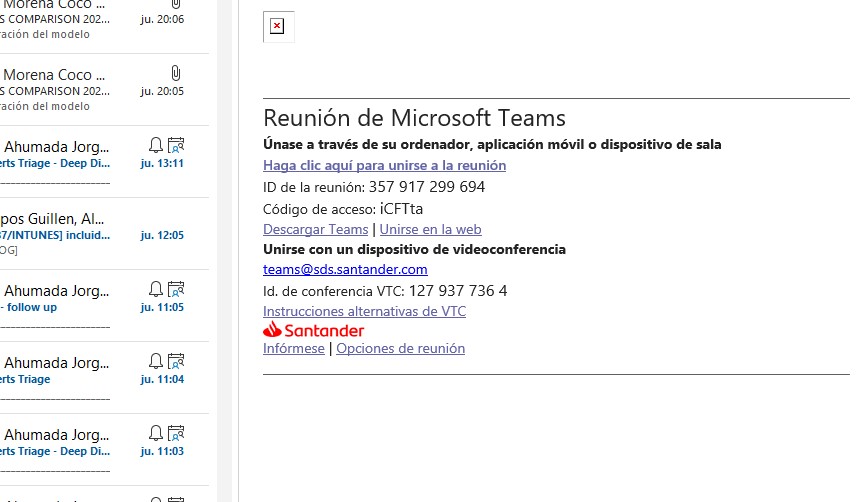 Morena Coco ...
S COMPARISON 202... ju. 20:06
ración del modelo
Morena Coco ...
S COMPARISON 202... ju. 20:05
ración del modelo
Ahumada Jorg...
erts Triage - Deep Di... ju. 13:11
pos Guillen, Al...
37/INTUNES] includ... ju. 12:05
OG]
Ahumada Jorg...
- follow up ju. 11:05
Ahumada Jorg...
erts Triage ju. 11:04
Ahumada Jorg...
erts Triage - Deep Di... ju. 11:03
Reunión de Microsoft Teams
Únase a través de su ordenador, aplicación móvil o dispositivo de sala
Haga clic aquí para unirse a la reunión
ID de la reunión: 357 917 299 694
Código de acceso: iCFTta
Descargar Teams | Unirse en la web
Unirse con un dispositivo de videoconferencia
teams@sds.santander.com
Id. de conferencia VTC: 127 937 736 4
Instrucciones alternativas de VTC
Santander
Infórmese | Opciones de reunión